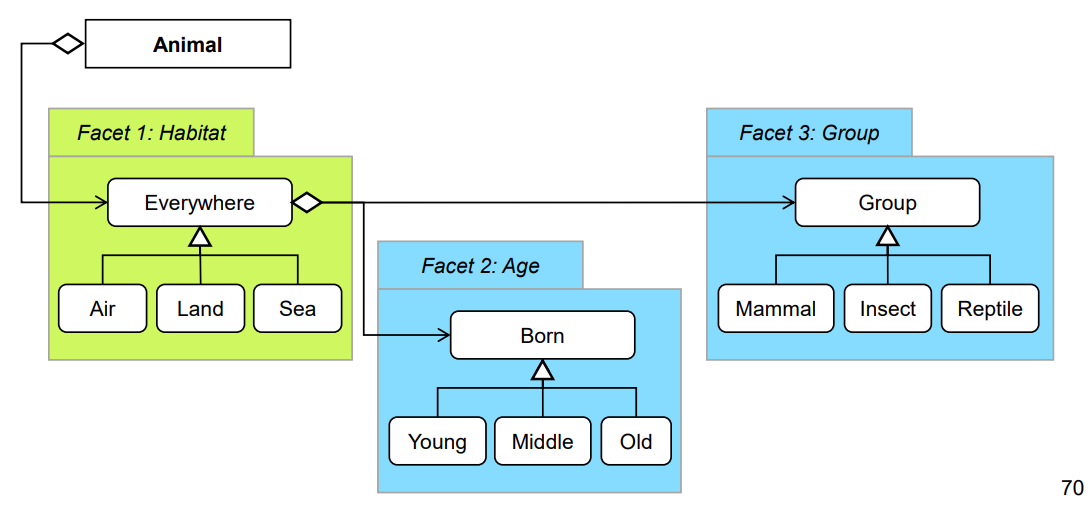 Animal
Facet 1: Habitat
Facet 3: Group
Everywhere
Group
Facet 2: Age
Air
Land
Sea
Mammal
Insect
Reptile
Born
Young
Middle
Old
70